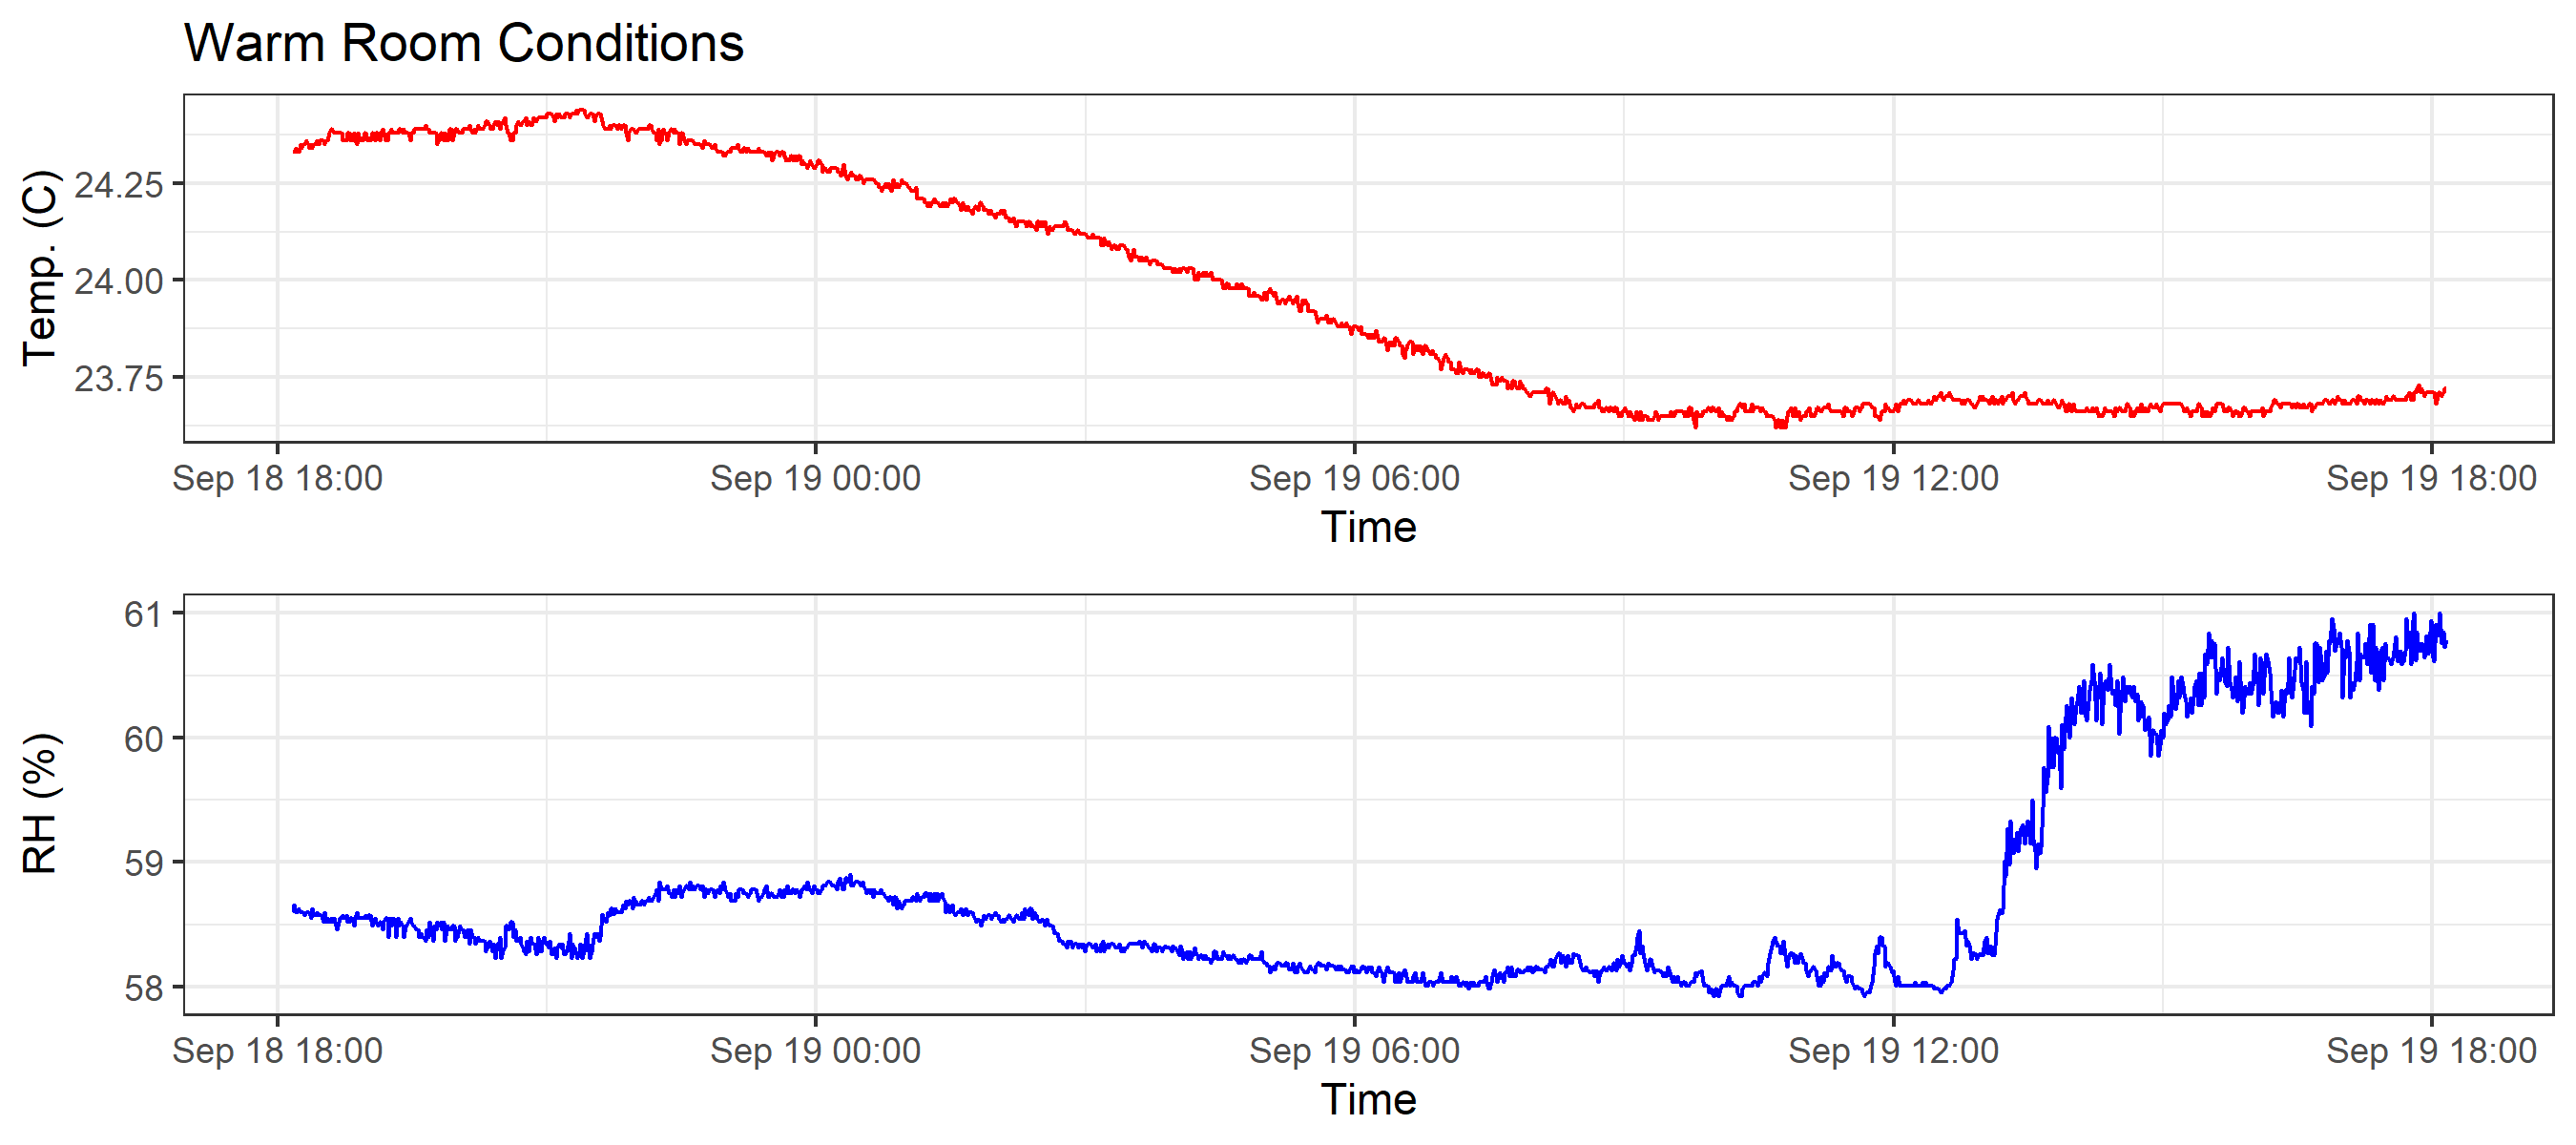 Warm Room Conditions
Temp. (C)
24.25
24.00
23.75
Sep 18 18:00 Sep 19 00:00 Sep 19 06:00 Sep 19 12:00 Sep 19 18:00
Time
RH (%)
61
60
59
58
Sep 18 18:00 Sep 19 00:00 Sep 19 06:00 Sep 19 12:00 Sep 19 18:00
Time